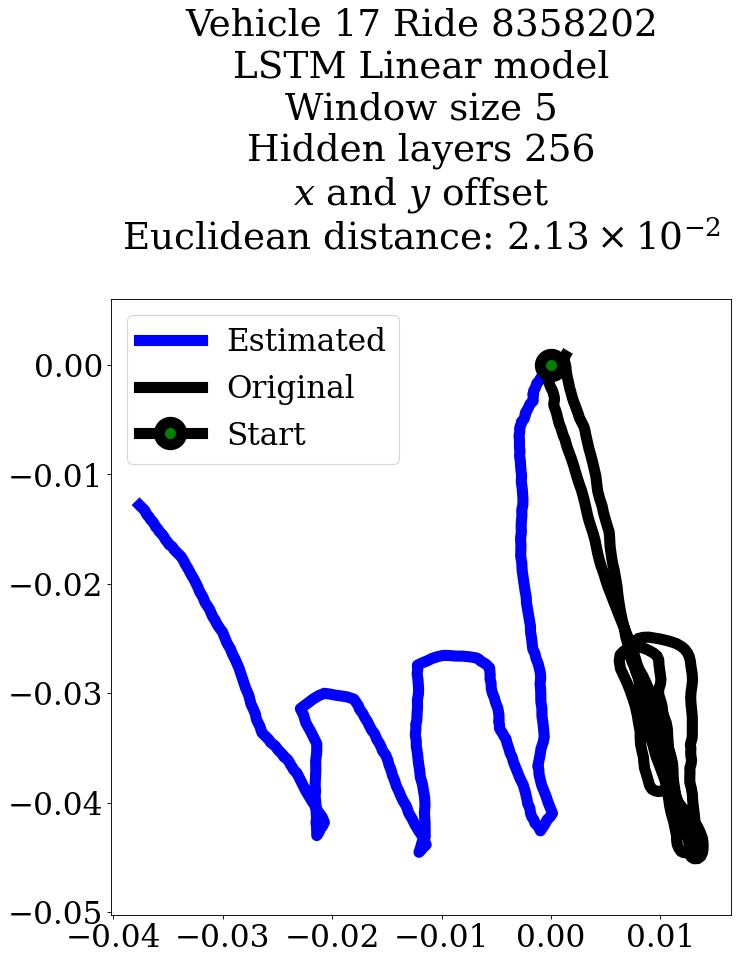 Vehicle 17 Ride 8358202
LSTM Linear model
Window size 5
Hidden layers 256
x and y offset
Euclidean distance: 2.13 × 10⁻²
Estimated
Original
Start
0.00
−0.01
−0.02
−0.03
−0.04
−0.05
−0.04 −0.03 −0.02 −0.01 0.00 0.01